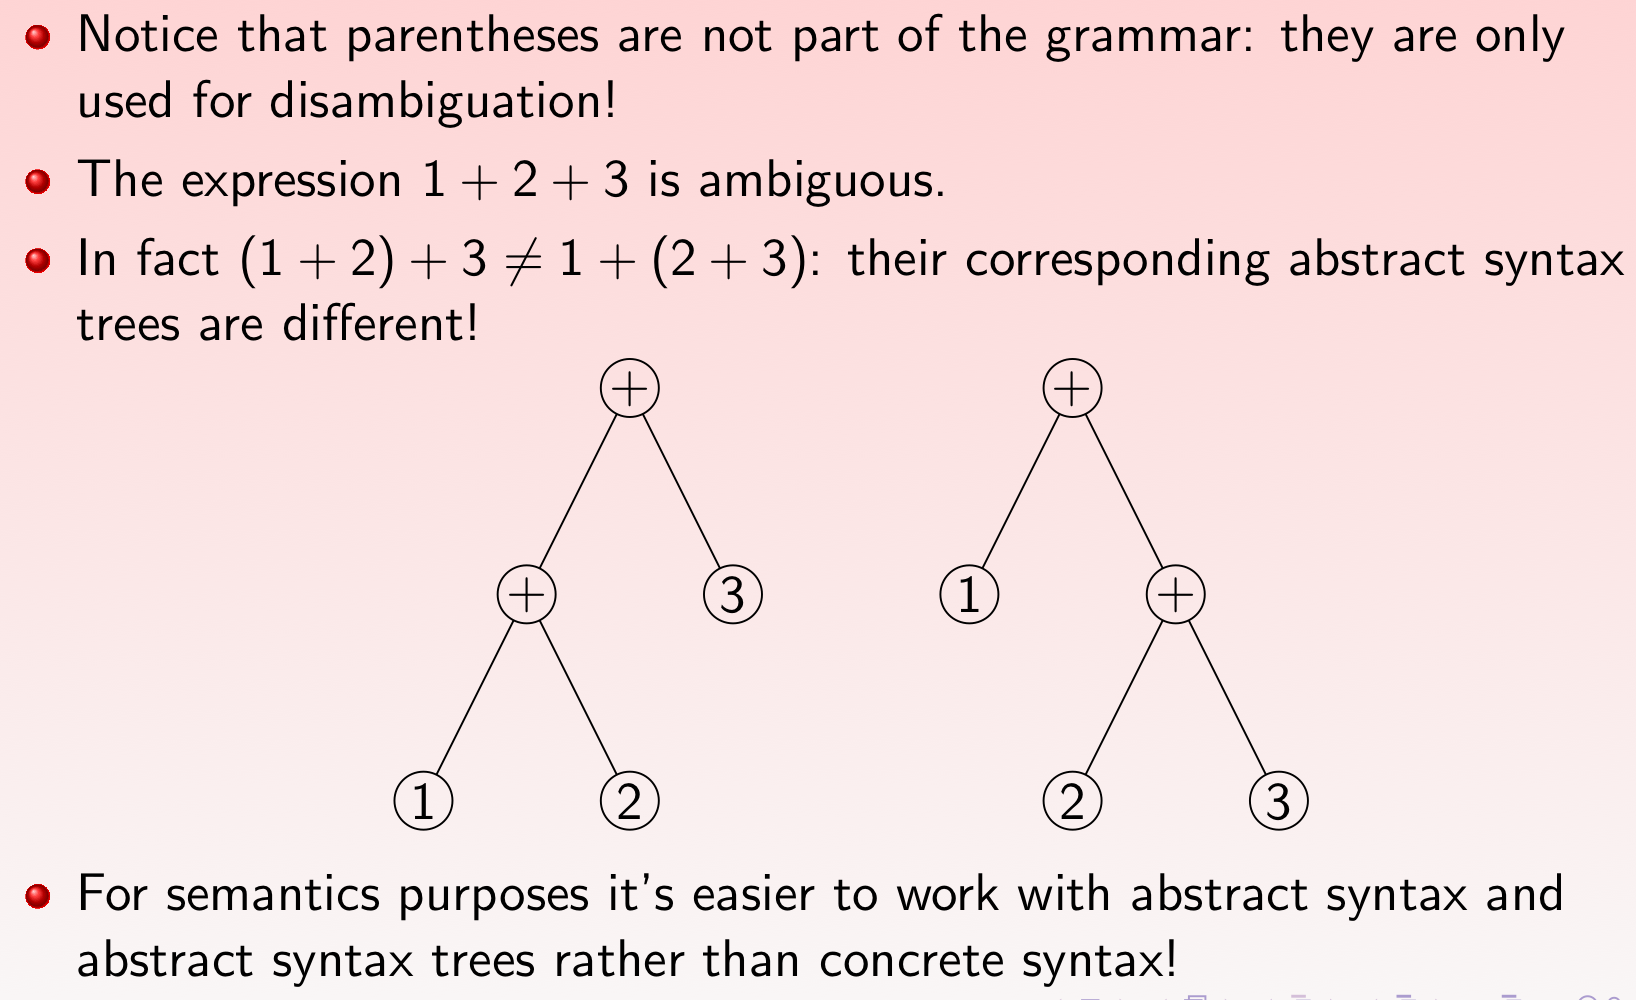 Notice that parentheses are not part of the grammar: they are only
used for disambiguation!
The expression 1 + 2 + 3 is ambiguous.
In fact (1 + 2) + 3 ≠ 1 + (2 + 3): their corresponding abstract syntax
trees are different!
+ +
+ 3 1 +
1 2 2 3
For semantics purposes it's easier to work with abstract syntax and
abstract syntax trees rather than concrete syntax!